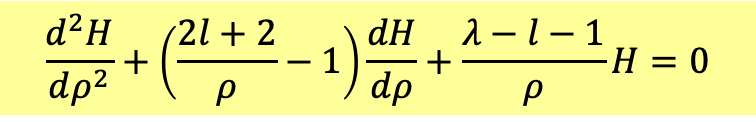 d²H/dρ² + ((2l + 2)/ρ − 1) dH/dρ + (λ − l − 1)/ρ H = 0